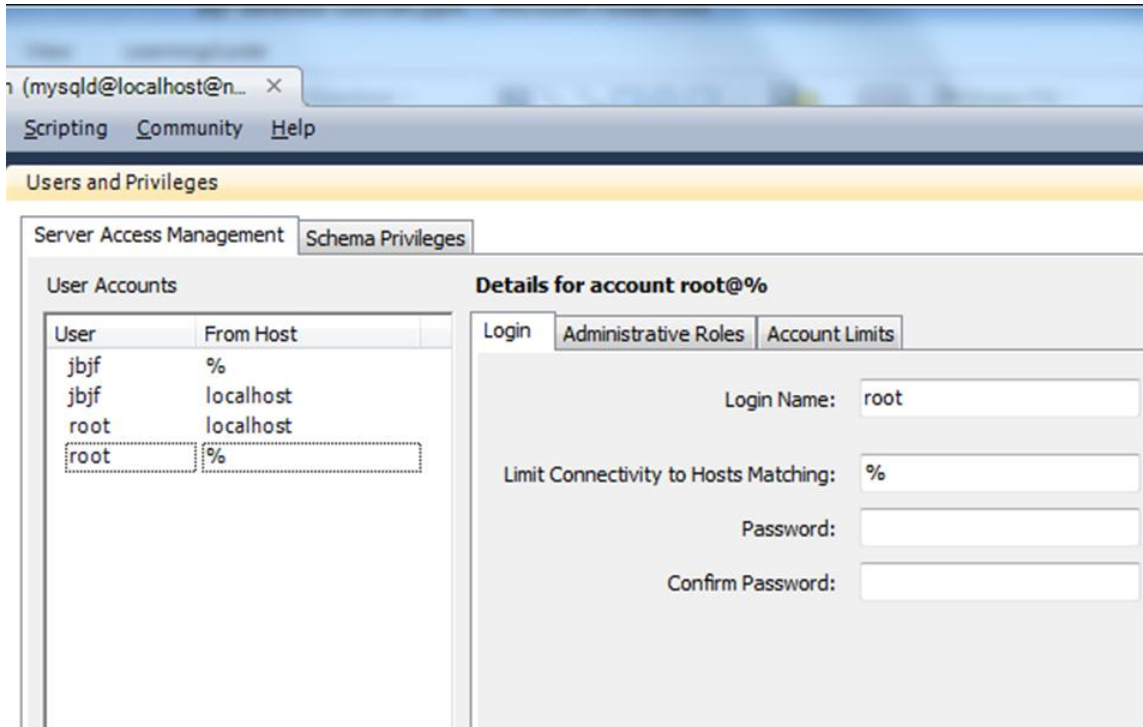 (mysqld@localhost@n... ×
Scripting Community Help
Users and Privileges
Server Access Management Schema Privileges
User Accounts
User From Host
jbjf %
jbjf localhost
root localhost
root %
Details for account root@%
Login Administrative Roles Account Limits
Login Name: root
Limit Connectivity to Hosts Matching: %
Password:
Confirm Password: